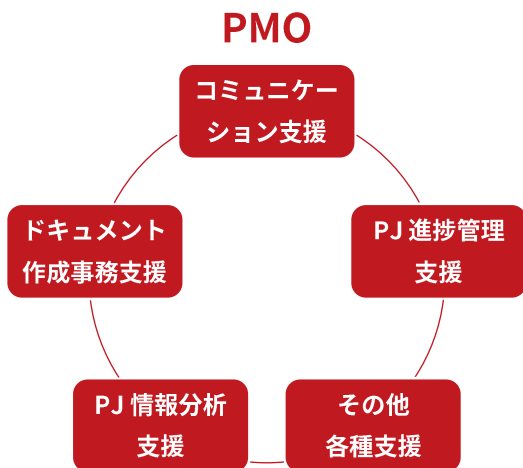 PMO
コミュニケー
ション支援
ドキュメント
作成事務支援
PJ 進捗管理
支援
PJ 情報分析
支援
その他
各種支援